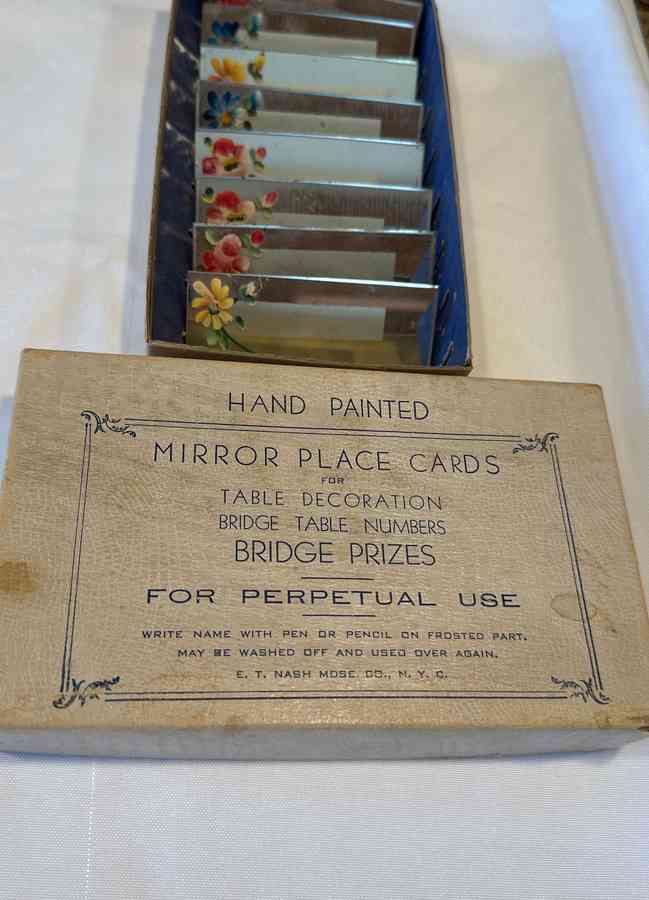 HAND PAINTED
MIRROR PLACE CARDS
FOR
TABLE DECORATION
BRIDGE TABLE NUMBERS
BRIDGE PRIZES
FOR PERPETUAL USE
WRITE NAME WITH PEN OR PENCIL ON FROSTED PART.
MAY BE WASHED OFF AND USED OVER AGAIN.
E. T. NASH MDSE. CO., N. Y. C.